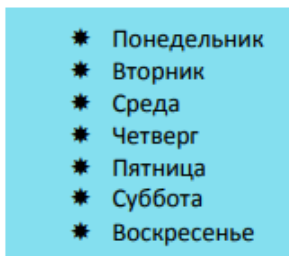 ✸ Понедельник
✸ Вторник
✸ Среда
✸ Четверг
✸ Пятница
✸ Суббота
✸ Воскресенье